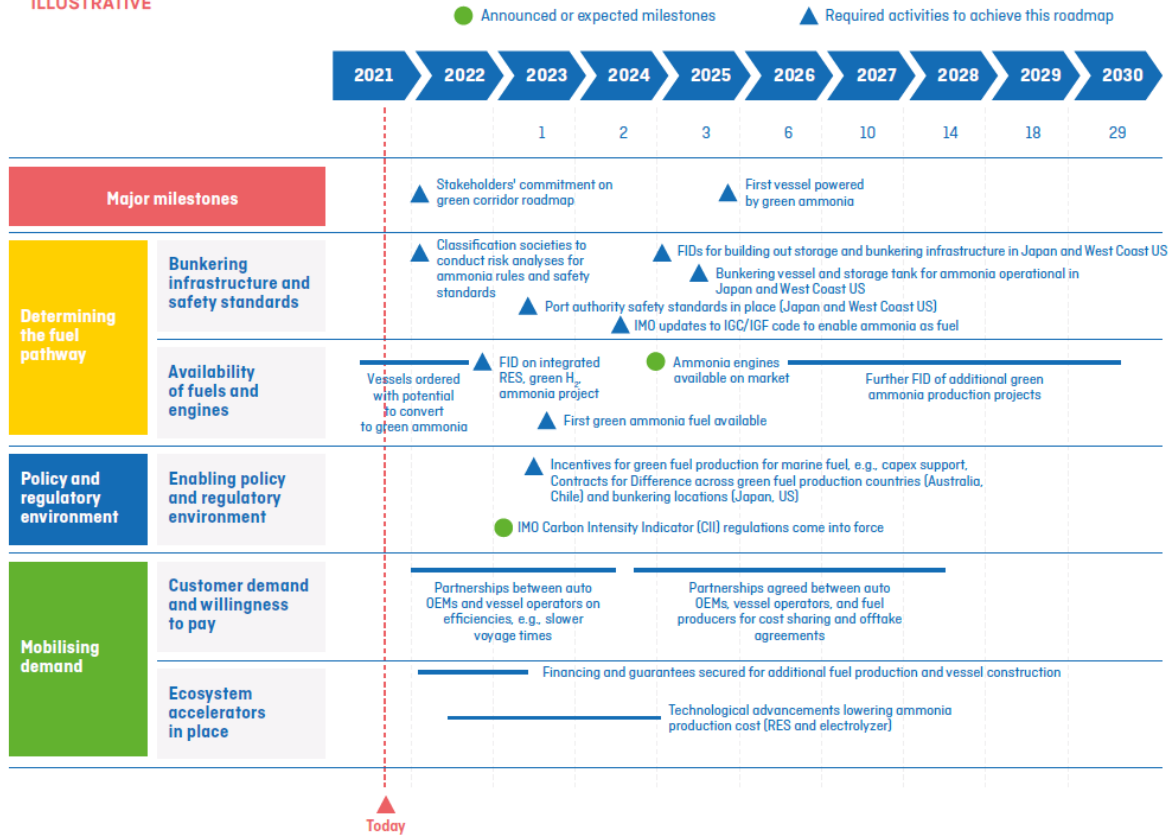 ILLUSTRATIVE
Announced or expected milestones
Required activities to achieve this roadmap
2021 2022 2023 2024 2025 2026 2027 2028 2029 2030
1 2 3 6 10 14 18 29
Major milestones
Stakeholders' commitment on
green corridor roadmap
First vessel powered
by green ammonia
Determining
the fuel
pathway
Bunkering
infrastructure and
safety standards
Classification societies to
conduct risk analyses for
ammonia rules and safety
standards
FIDs for building out storage and bunkering infrastructure in Japan and West Coast US
Bunkering vessel and storage tank for ammonia operational in
Japan and West Coast US
Port authority safety standards in place (Japan and West Coast US)
IMO updates to IGC/IGF code to enable ammonia as fuel
Availability
of fuels and
engines
Vessels ordered
with potential
to convert
to green ammonia
FID on integrated
RES, green H2,
ammonia project
Ammonia engines
available on market
Further FID of additional green
ammonia production projects
First green ammonia fuel available
Policy and
regulatory
environment
Enabling policy
and regulatory
environment
Incentives for green fuel production for marine fuel, e.g., capex support,
Contracts for Difference across green fuel production countries (Australia,
Chile) and bunkering locations (Japan, US)
IMO Carbon Intensity Indicator (CII) regulations come into force
Mobilising
demand
Customer demand
and willingness
to pay
Partnerships between auto
OEMs and vessel operators on
efficiencies, e.g., slower
voyage times
Partnerships agreed between auto
OEMs, vessel operators, and fuel
producers for cost sharing and offtake
agreements
Ecosystem
accelerators
in place
Financing and guarantees secured for additional fuel production and vessel construction
Technological advancements lowering ammonia
production cost (RES and electrolyzer)
Today